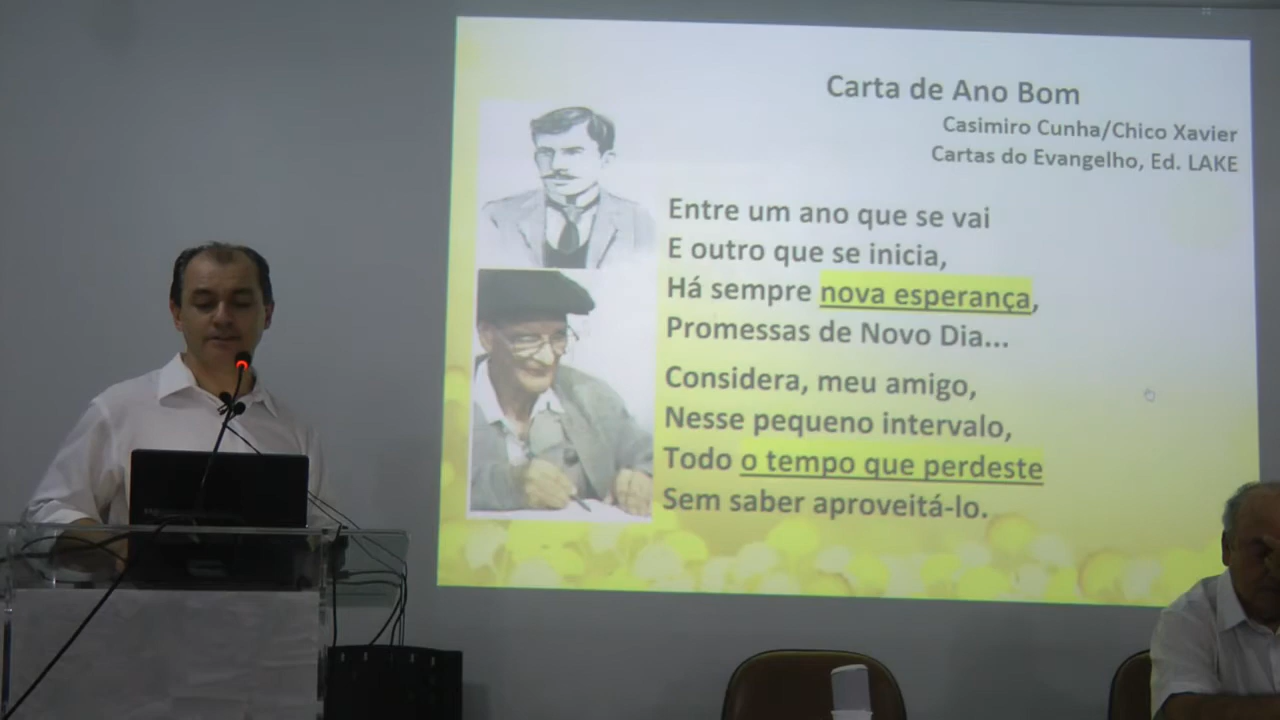 Carta de Ano Bom
Casimiro Cunha/Chico Xavier
Cartas do Evangelho, Ed. LAKE
Entre um ano que se vai
E outro que se inicia,
Há sempre nova esperança,
Promessas de Novo Dia...
Considera, meu amigo,
Nesse pequeno intervalo,
Todo o tempo que perdeste
Sem saber aproveitá-lo.